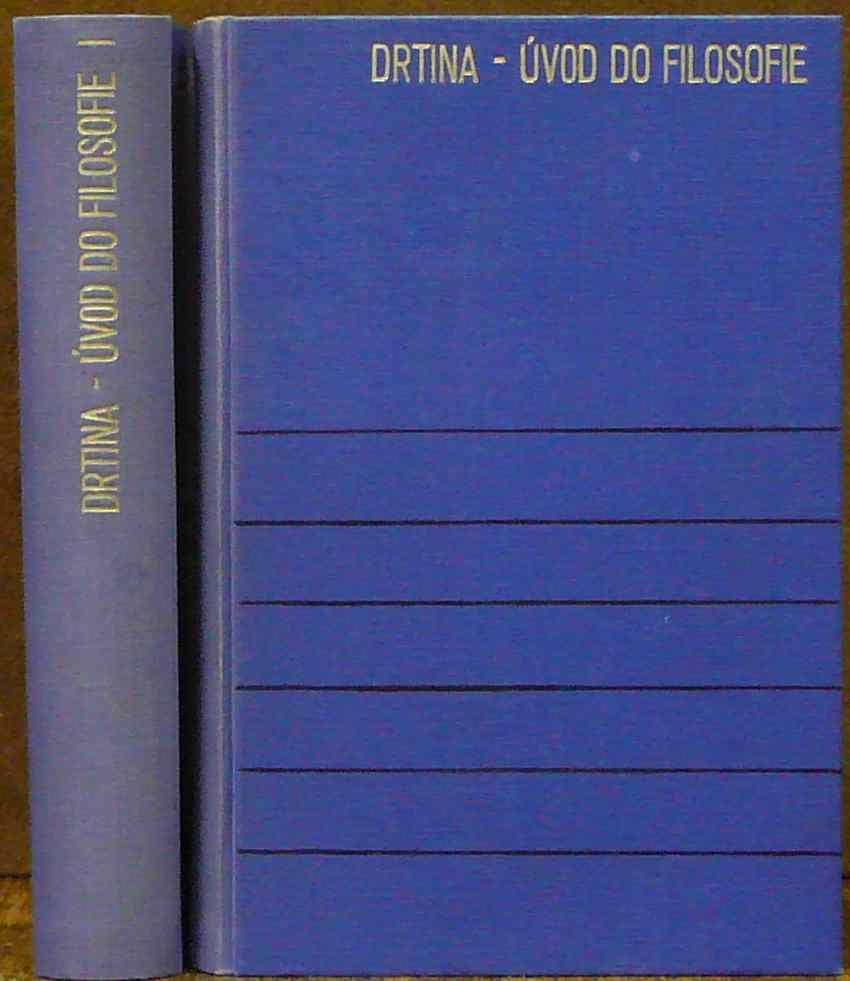 DRTINA - ÚVOD DO FILOSOFIE I
DRTINA - ÚVOD DO FILOSOFIE